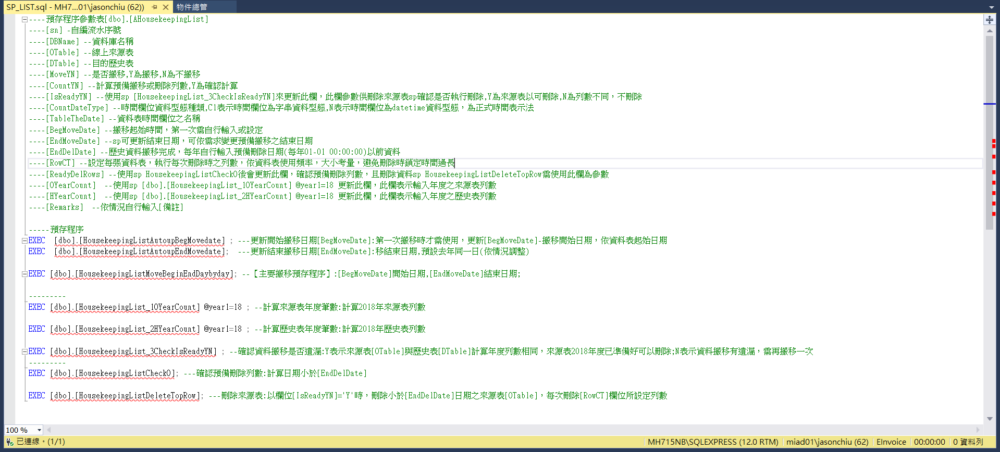 SP_LIST.sql - MH7...01\jasonchiu (62))
物件總管
----預存程序參數表[dbo].[AHousekeepingList]
----[sn] -自編流水序號
----[DBName] --資料庫名稱
----[OTable] --線上來源表
----[DTable] --目的歷史表
----[MoveYN] --是否搬移,Y為搬移,N為不搬移
----[CountYN] --計算預備搬移或刪除列數,Y為確認計算
----[IsReadyYN] --使用sp [HousekeepingList_3CheckIsReadyYN]來更新此欄，此欄參數供刪除來源表sp確認是否執行刪除,Y為來源表以可刪除,N為列數不同，不刪除
----[CountDateType] --時間欄位資料型態種類,C1表示時間欄位為字串資料型態,N表示時間欄位為datetime資料型態，為正式時間表示法
----[TableTheDate] --資料表時間欄位之名稱
----[BegMoveDate] --搬移起始時間，第一次需自行輸入或設定
----[EndMoveDate] --sp可更新結束日期，可依需求變更預備搬移之結束日期
----[EndDelDate] --歷史資料搬移完成，每年自行輸入預備刪除日期(每年01-01 00:00:00)以前資料
----[RowCT] --設定每張資料表，執行每次刪除時之列數，依資料表使用頻率，大小考量，避免刪除時鎖定時間過長
----[ReadyDelRows] --使用sp HousekeepingListCheck0後會更新此欄，確認預備刪除列數，且刪除資料sp HousekeepingListDeleteTopRow需使用此欄為參數
----[OYearCount]  --使用sp [dbo].[HousekeepingList_1OYearCount] @year1=18 更新此欄，此欄表示輸入年度之來源表列數
----[HYearCount]  --使用sp [dbo].[HousekeepingList_2HYearCount] @year1=18 更新此欄，此欄表示輸入年度之歷史表列數
----[Remarks]  --依情況自行輸入[備註]
-----預存程序
EXEC  [dbo].[HousekeepingListAutoupBegMovedate] ; ---更新開始搬移日期[BegMoveDate]:第一次搬移時才需使用，更新[BegMoveDate]-搬移開始日期，依資料表起始日期
EXEC  [dbo].[HousekeepingListAutoupEndMovedate];  ---更新結束搬移日期[EndMoveDate]:移結束日期,預設去年同一日(依情況調整)
EXEC [dbo].[HousekeepingListMoveBeginEndDaybyday]; --【主要搬移預存程序】:[BegMoveDate]開始日期,[EndMoveDate]結束日期;
---------
EXEC [dbo].[HousekeepingList_1OYearCount] @year1=18 ; --計算來源表年度筆數:計算2018年來源表列數
EXEC [dbo].[HousekeepingList_2HYearCount] @year1=18 ; --計算歷史表年度筆數:計算2018年歷史表列數
EXEC [dbo].[HousekeepingList_3CheckIsReadyYN] ; --確認資料搬移是否遺漏:Y表示來源表[OTable]與歷史表[DTable]計算年度列數相同，來源表2018年度已準備好可以刪除;N表示資料搬移有遺漏，需再搬移一次
---------
EXEC [dbo].[HousekeepingListCheck0]; ---確認預備刪除列數:計算日期小於[EndDelDate]
EXEC [dbo].[HousekeepingListDeleteTopRow]; ---刪除來源表:以欄位[IsReadyYN]='Y'時，刪除小於[EndDelDate]日期之來源表[OTable]，每次刪除[RowCT]欄位所設定列數
100 %
已連線。(1/1)
MH715NB\SQLEXPRESS (12.0 RTM)
miad01\jasonchiu (62)
EInvoice
00:00:00
0 資料列